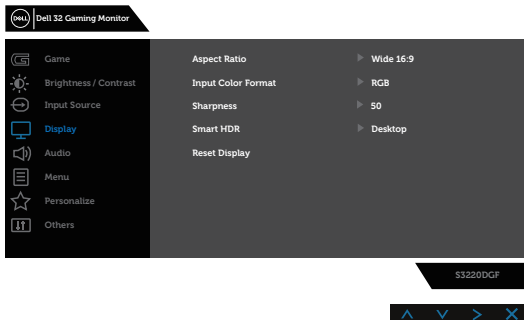 DELL Dell 32 Gaming Monitor
Game
Brightness / Contrast
Input Source
Display
Audio
Menu
Personalize
Others
Aspect Ratio Wide 16:9
Input Color Format RGB
Sharpness 50
Smart HDR Desktop
Reset Display
S3220DGF